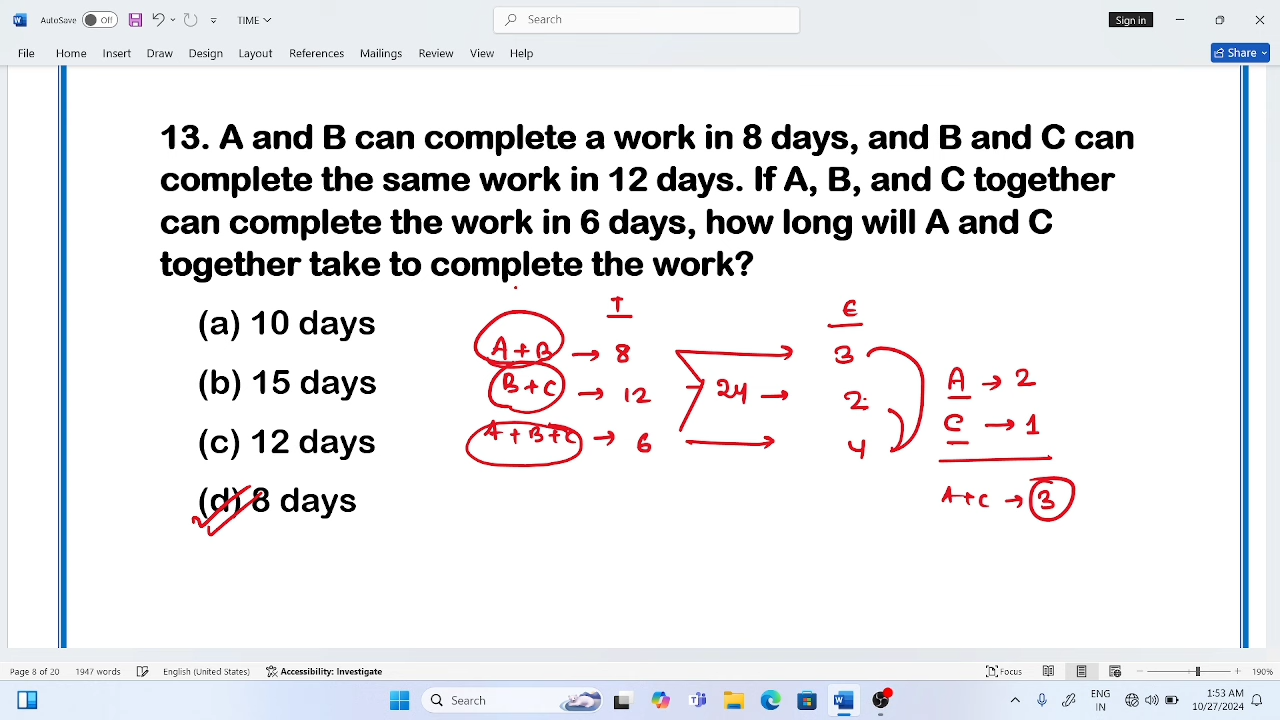 AutoSave Off TIME Search Sign in
File Home Insert Draw Design Layout References Mailings Review View Help Share
13. A and B can complete a work in 8 days, and B and C can
complete the same work in 12 days. If A, B, and C together
can complete the work in 6 days, how long will A and C
together take to complete the work?
(a) 10 days
(b) 15 days
(c) 12 days
(d) 8 days
T E
A+B → 8 → 3
B+C → 12 24 → 2
A+B+C → 6 → 4
A → 2
C → 1
A+C → 3
Page 8 of 20 1947 words English (United States) Accessibility: Investigate Focus 190%
Search ENG IN 1:53 AM 10/27/2024